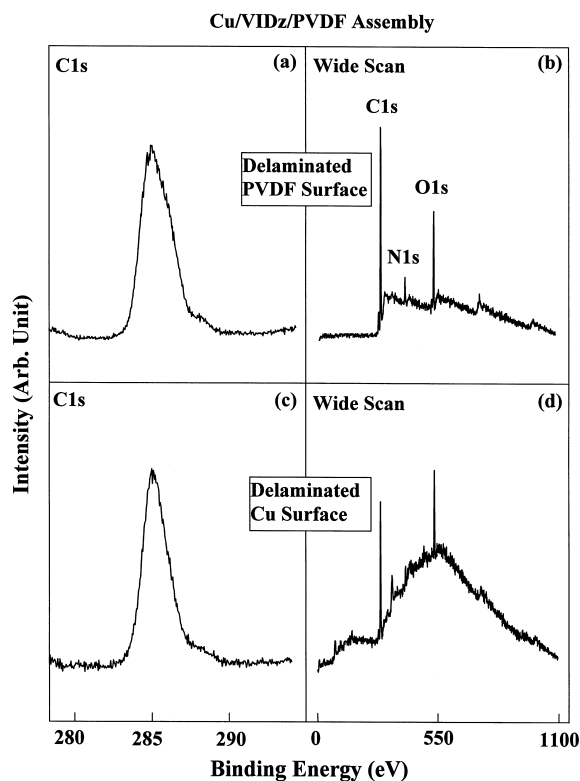 Cu/VIDz/PVDF Assembly
C1s
(a)
Wide Scan
(b)
C1s
Delaminated
PVDF Surface
O1s
N1s
Intensity (Arb. Unit)
C1s
(c)
Wide Scan
(d)
Delaminated
Cu Surface
280
285
290
0
550
1100
Binding Energy (eV)